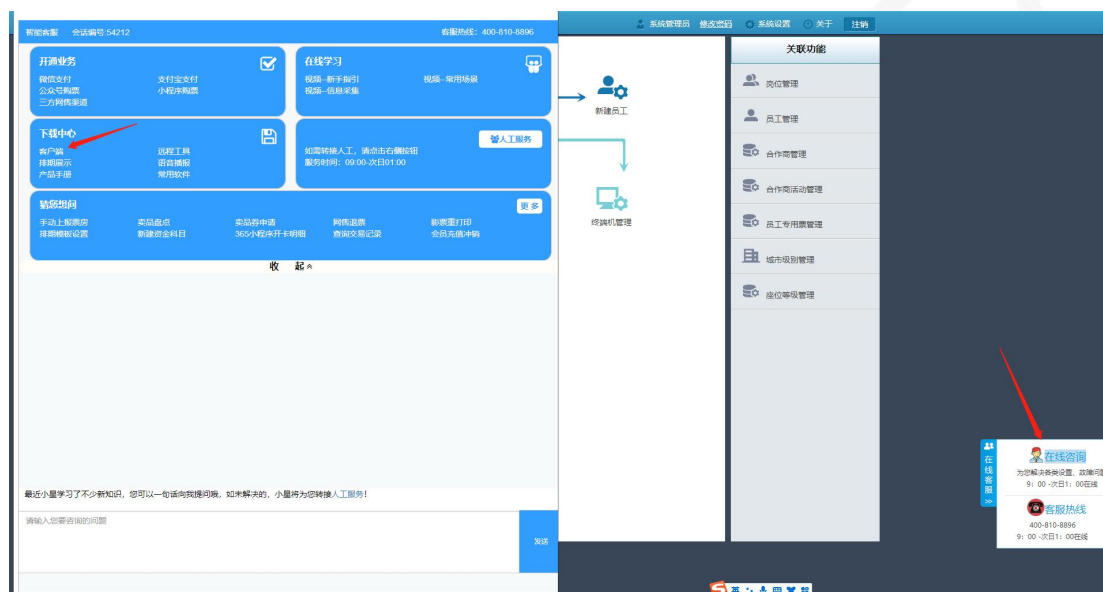 智能客服 会话编号:54212 客服热线：400-810-8896
开通业务
微信支付 支付宝支付
公众号购票 小程序购票
三方网售渠道
在线学习
视频--新手指引 视频--常用场景
视频--信息采集
下载中心
客户端 远程工具
排期展示 语音播报
产品手册 常用软件
人工服务
如需转接人工，请点击右侧按钮
服务时间：09:00-次日01:00
猜您想问 更多
手动上报票房 卖品盘点 卖品券申请 网售退票 影票重打印
排期模板设置 新建资金科目 365小程序开卡明细 查询交易记录 会员充值冲销
收 起
最近小星学习了不少新知识，您可以一句话向我提问哦，如未解决的，小星将为您转接人工服务！
请输入您要咨询的问题
发送
系统管理员 修改密码 系统设置 关于 注销
新建员工
终端机管理
关联功能
岗位管理
员工管理
合作商管理
合作商活动管理
员工专用票管理
城市级别管理
座位等级管理
在线客服
在线咨询
为您解决各类设置、故障问
9：00 -次日1：00在线
客服热线
400-810-8896
9：00 -次日1：00在线
英